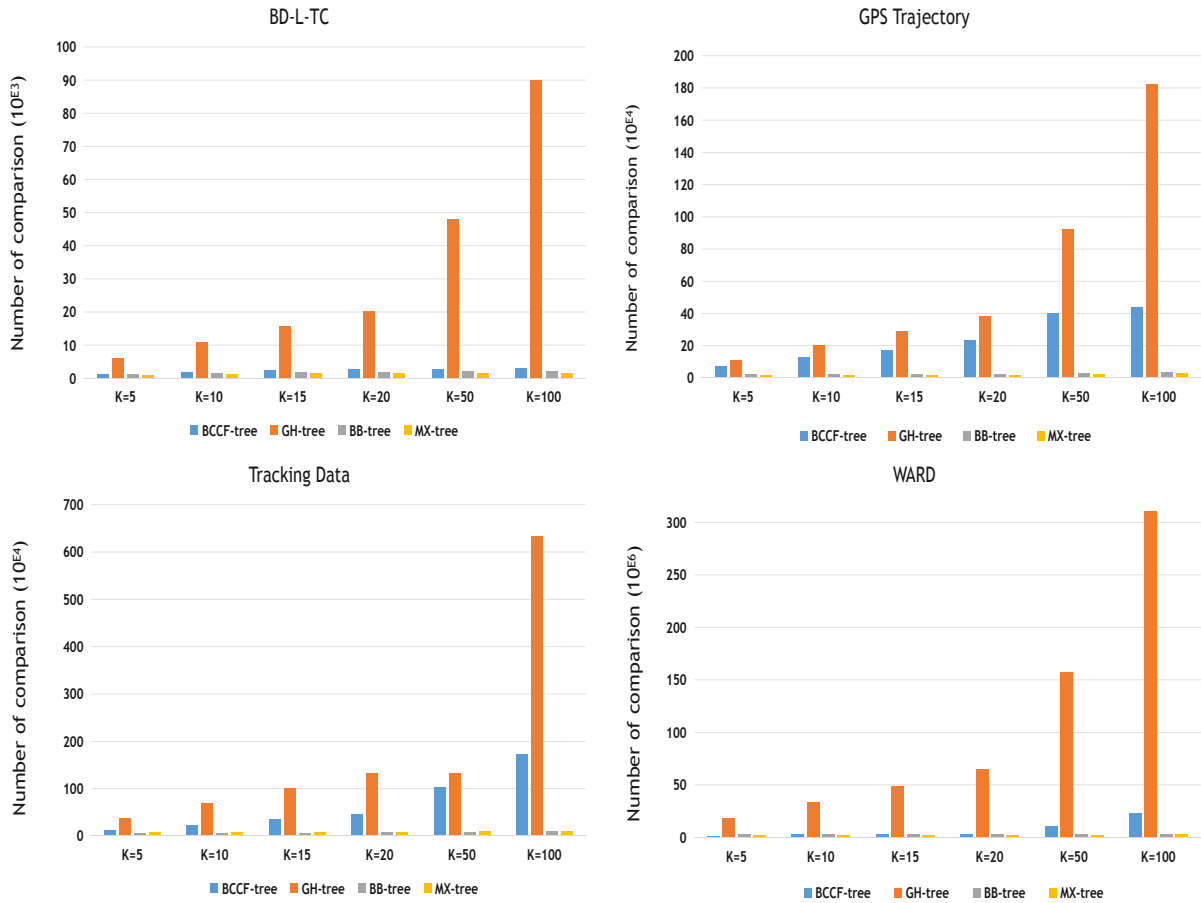 BD-L-TC
Number of comparison (10ᴱ³)
100
90
80
70
60
50
40
30
20
10
0
K=5 K=10 K=15 K=20 K=50 K=100
BCCF-tree GH-tree BB-tree MX-tree
GPS Trajectory
Number of comparison (10ᴱ⁴)
200
180
160
140
120
100
80
60
40
20
0
K=5 K=10 K=15 K=20 K=50 K=100
BCCF-tree GH-tree BB-tree MX-tree
Tracking Data
Number of comparison (10ᴱ⁴)
700
600
500
400
300
200
100
0
K=5 K=10 K=15 K=20 K=50 K=100
BCCF-tree GH-tree BB-tree MX-tree
WARD
Number of comparison (10ᴱ⁶)
300
250
200
150
100
50
0
K=5 K=10 K=15 K=20 K=50 K=100
BCCF-tree GH-tree BB-tree MX-tree